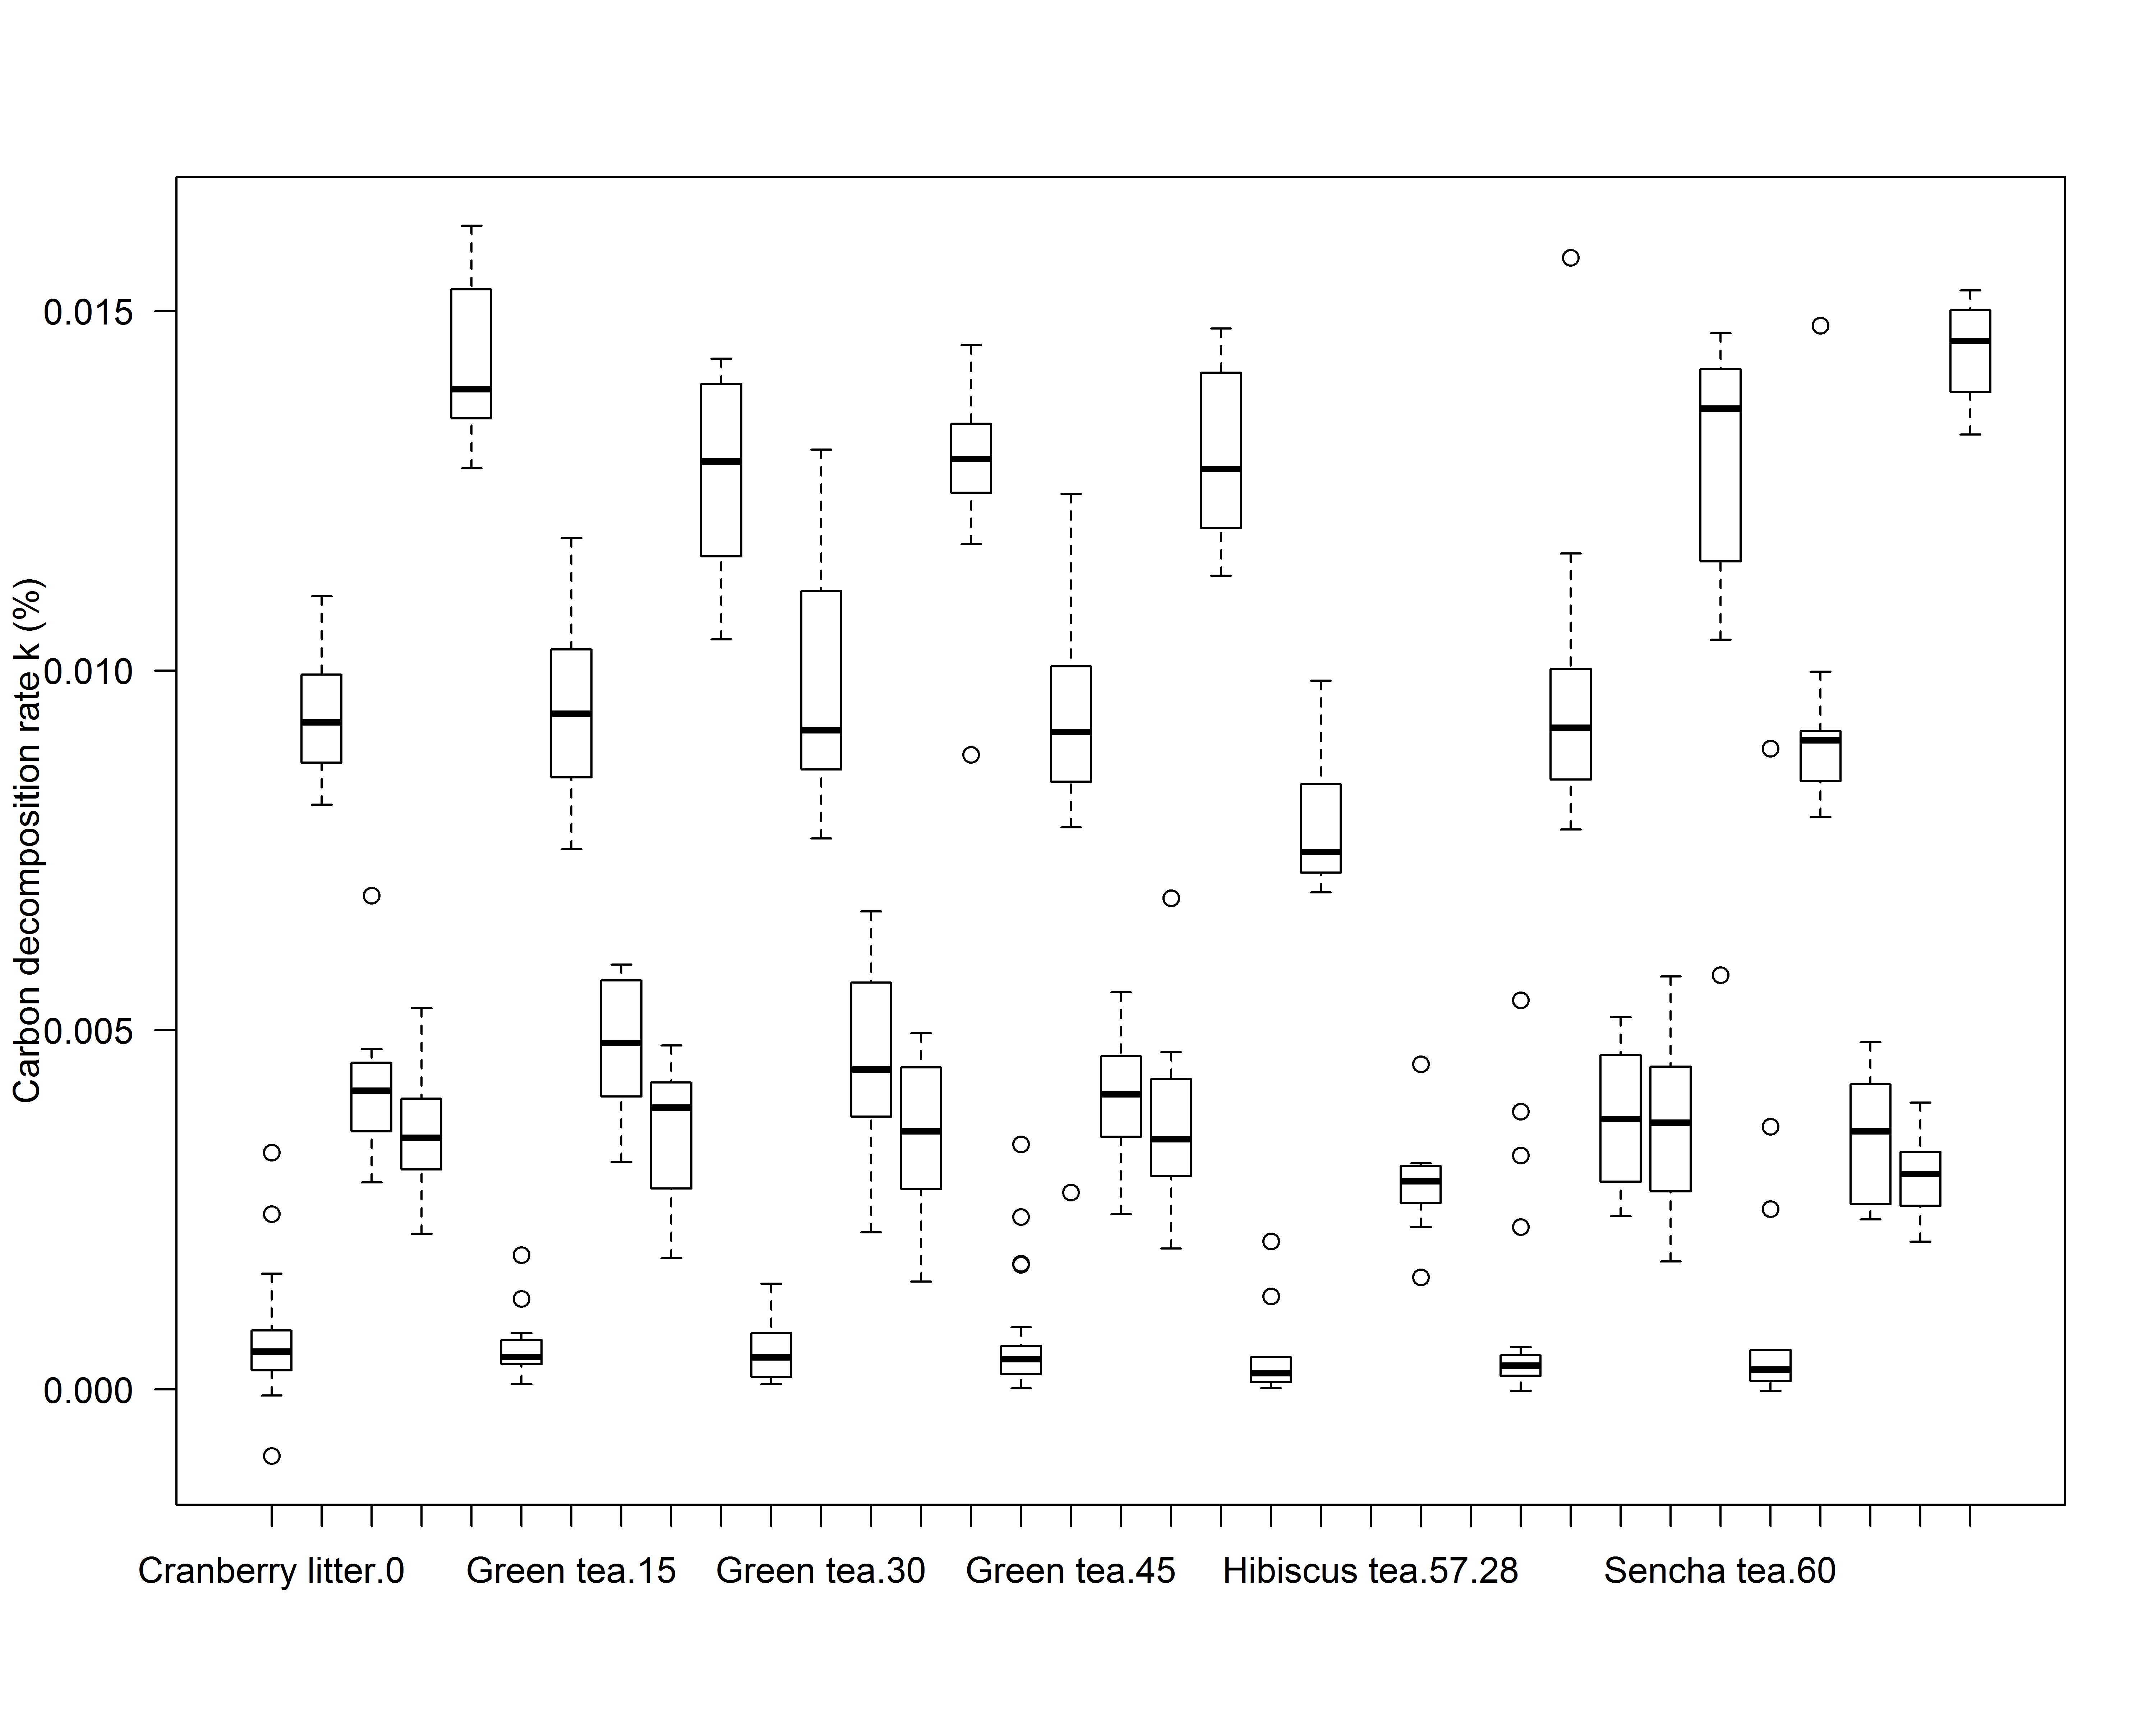 Carbon decomposition rate k (%)
0.015
0.010
0.005
0.000
Cranberry litter.0
Green tea.15
Green tea.30
Green tea.45
Hibiscus tea.57.28
Sencha tea.60